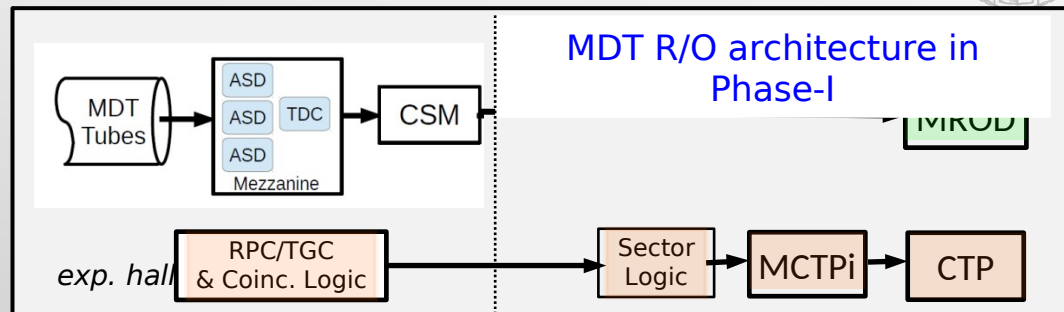 MDT R/O architecture in
Phase-I
MDT
Tubes
ASD
ASD
ASD
TDC
Mezzanine
CSM
MROD
exp. hall
RPC/TGC
& Coinc. Logic
Sector
Logic
MCTPi
CTP